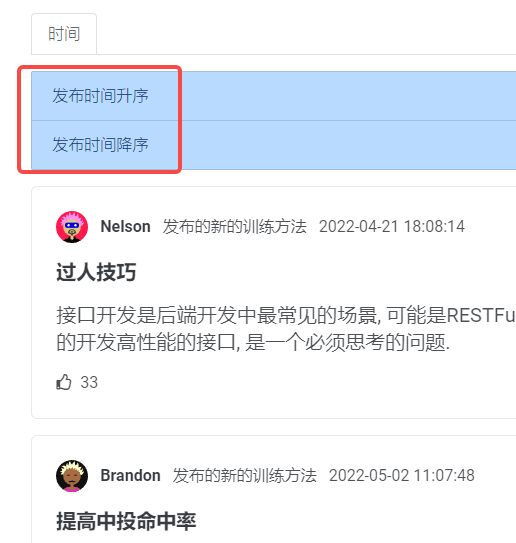 时间
发布时间升序
发布时间降序
Nelson 发布的新的训练方法 2022-04-21 18:08:14
过人技巧
接口开发是后端开发中最常见的场景, 可能是RESTFu
的开发高性能的接口, 是一个必须思考的问题.
33
Brandon 发布的新的训练方法 2022-05-02 11:07:48
提高中投命中率